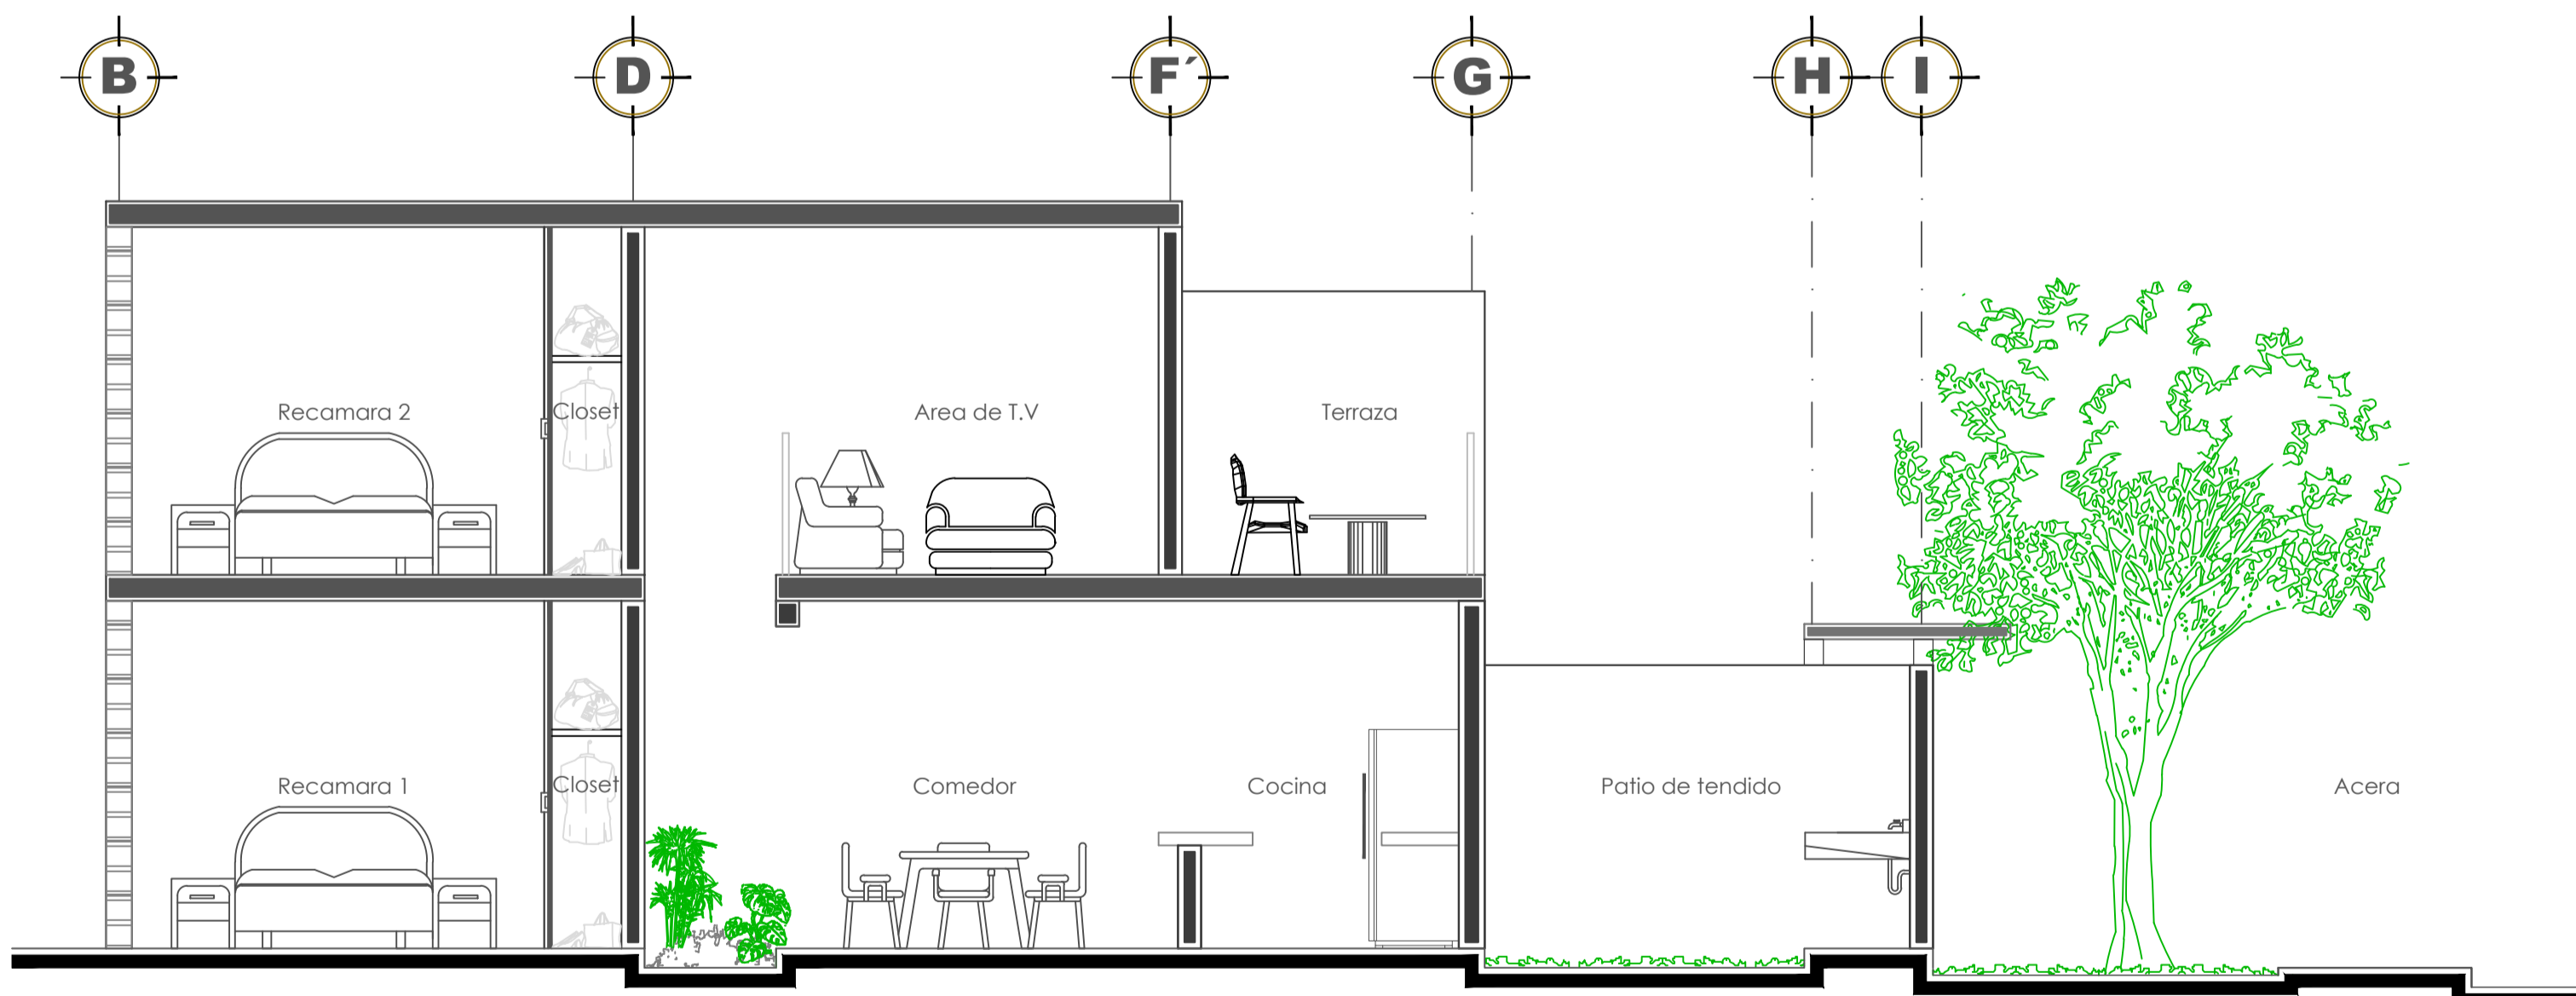 B D F´ G H I
Recamara 2 Closet Area de T.V Terraza
Recamara 1 Closet Comedor Cocina Patio de tendido Acera